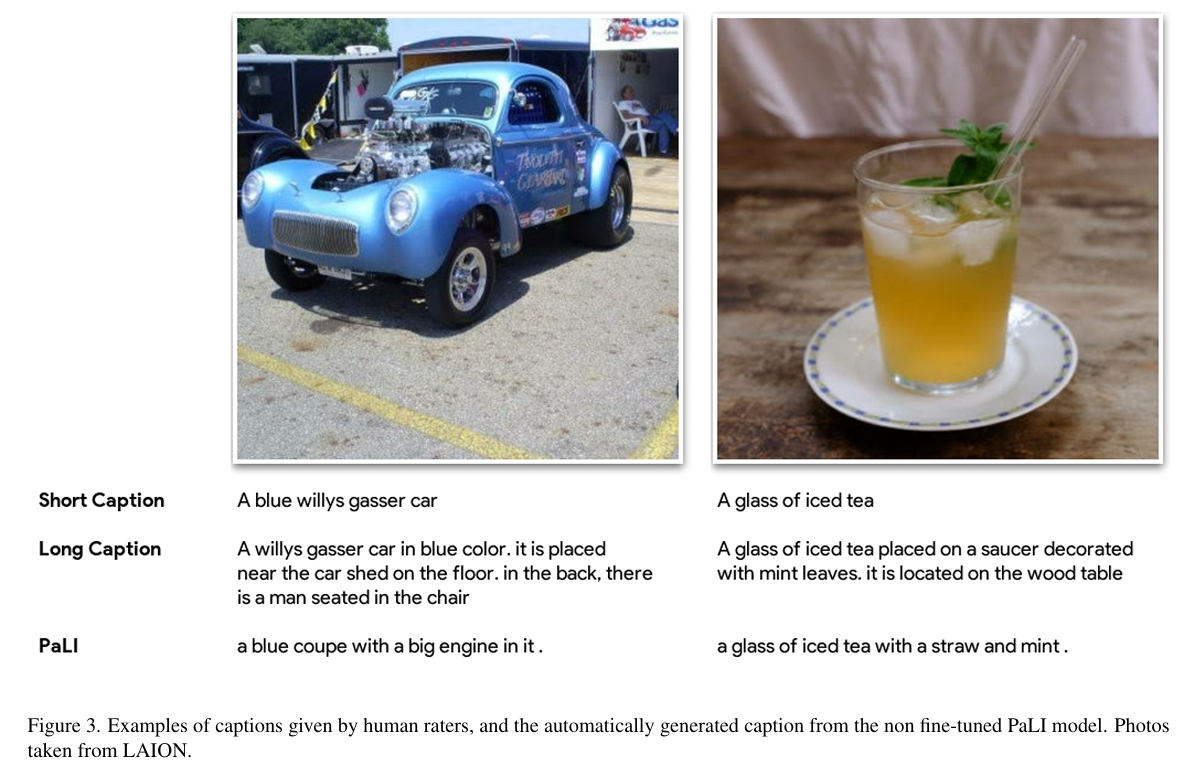 Gas
Short Caption
A blue willys gasser car
A glass of iced tea
Long Caption
A willys gasser car in blue color. it is placed
near the car shed on the floor. in the back, there
is a man seated in the chair
A glass of iced tea placed on a saucer decorated
with mint leaves. it is located on the wood table
PaLI
a blue coupe with a big engine in it .
a glass of iced tea with a straw and mint .
Figure 3. Examples of captions given by human raters, and the automatically generated caption from the non fine-tuned PaLI model. Photos
taken from LAION.